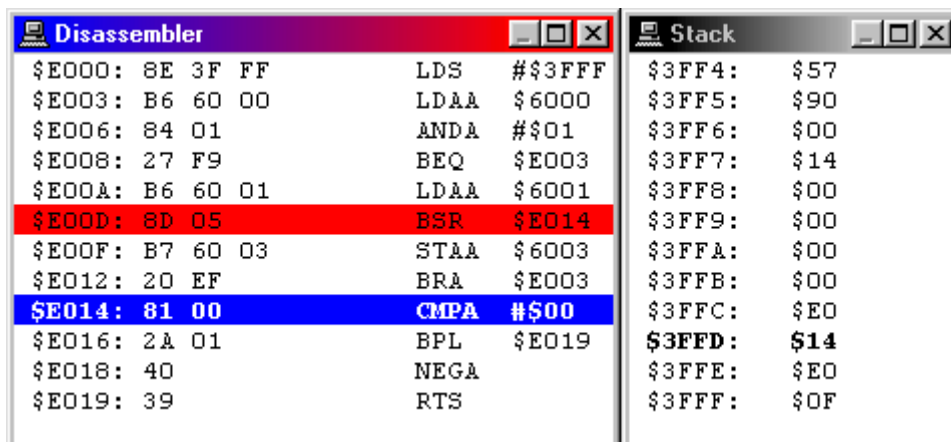 Disassembler
$E000: 8E 3F FF LDS #$3FFF
$E003: B6 60 00 LDAA $6000
$E006: 84 01 ANDA #$01
$E008: 27 F9 BEQ $E003
$E00A: B6 60 01 LDAA $6001
$E00D: 8D 05 BSR $E014
$E00F: B7 60 03 STAA $6003
$E012: 20 EF BRA $E003
$E014: 81 00 CMPA #$00
$E016: 2A 01 BPL $E019
$E018: 40 NEGA
$E019: 39 RTS
Stack
$3FF4: $57
$3FF5: $90
$3FF6: $00
$3FF7: $14
$3FF8: $00
$3FF9: $00
$3FFA: $00
$3FFB: $00
$3FFC: $E0
$3FFD: $14
$3FFE: $E0
$3FFF: $0F